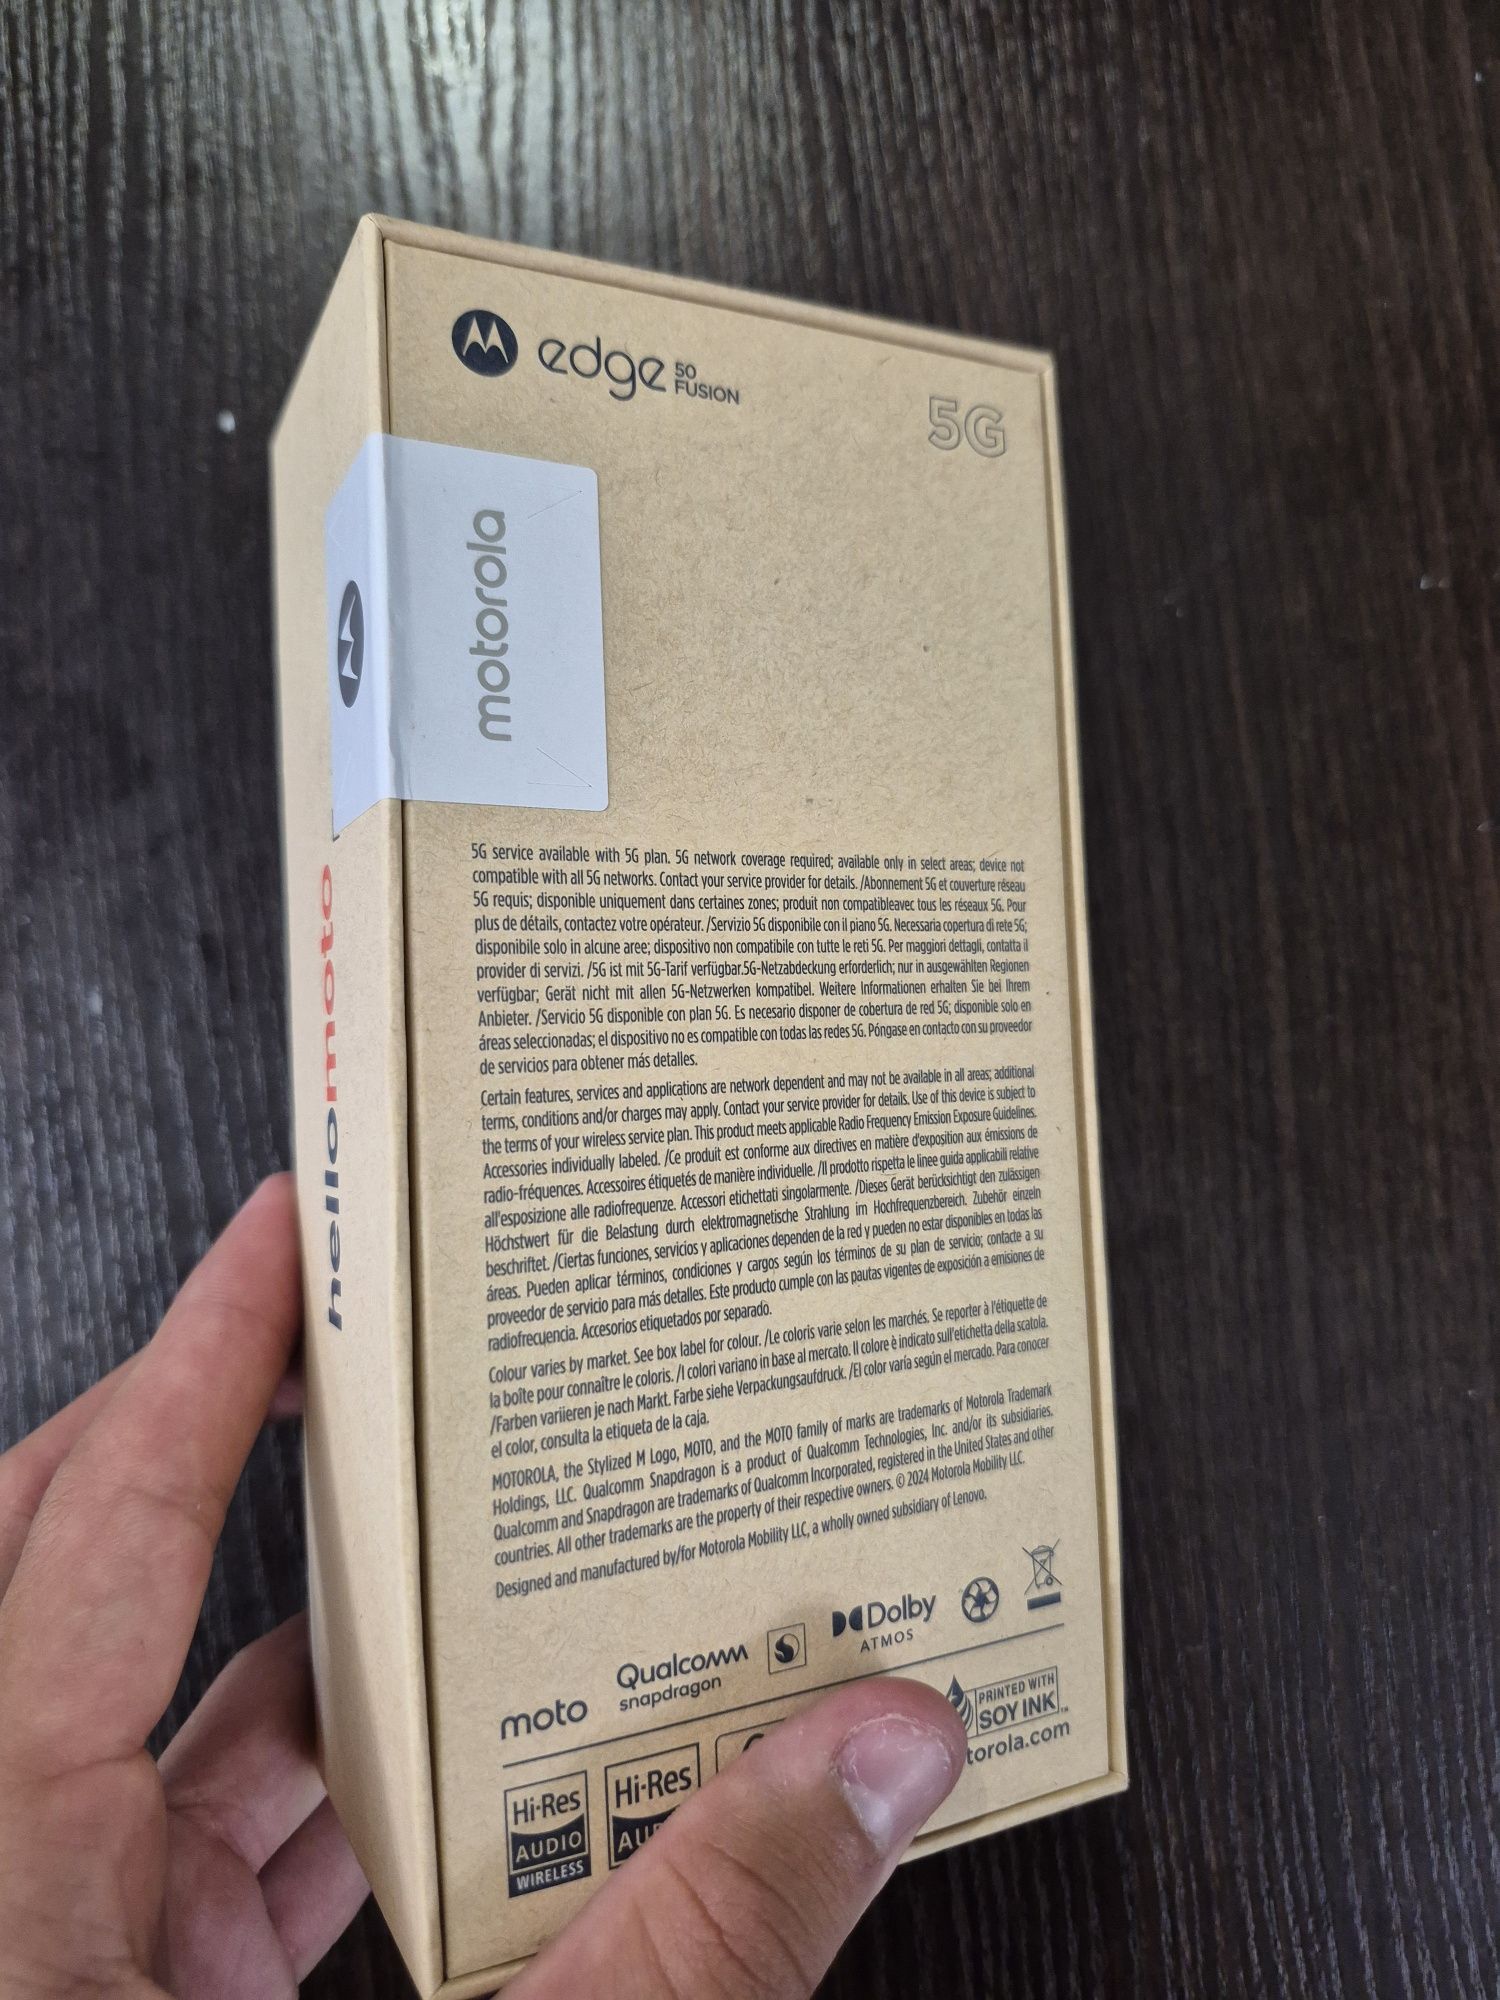 edge 50 FUSION
5G
motorola
hellomoto
5G service available with 5G plan. 5G network coverage required; available only in select areas; device not
compatible with all 5G networks. Contact your service provider for details. /Abonnement 5G et couverture réseau
5G requis; disponible uniquement dans certaines zones; produit non compatibleavec tous les réseaux 5G. Pour
plus de détails, contactez votre opérateur. /Servizio 5G disponibile con il piano 5G. Necessaria copertura di rete 5G;
disponibile solo in alcune aree; dispositivo non compatibile con tutte le reti 5G. Per maggiori dettagli, contatta il
provider di servizi. /5G ist mit 5G-Tarif verfügbar.5G-Netzabdeckung erforderlich; nur in ausgewählten Regionen
verfügbar; Gerät nicht mit allen 5G-Netzwerken kompatibel. Weitere Informationen erhalten Sie bei Ihrem
Anbieter. /Servicio 5G disponible con plan 5G. Es necesario disponer de cobertura de red 5G; disponible solo en
áreas seleccionadas; el dispositivo no es compatible con todas las redes 5G. Póngase en contacto con su proveedor
de servicios para obtener más detalles.
Certain features, services and applications are network dependent and may not be available in all areas; additional
terms, conditions and/or charges may apply. Contact your service provider for details. Use of this device is subject to
the terms of your wireless service plan. This product meets applicable Radio Frequency Emission Exposure Guidelines.
Accessories individually labeled. /Ce produit est conforme aux directives en matière d'exposition aux émissions de
radio-fréquences. Accessoires étiquetés de manière individuelle. /Il prodotto rispetta le linee guida applicabili relative
all'esposizione alle radiofrequenze. Accessori etichettati singolarmente. /Dieses Gerät berücksichtigt den zulässigen
Höchstwert für die Belastung durch elektromagnetische Strahlung im Hochfrequenzbereich. Zubehör einzeln
beschriftet. /Ciertas funciones, servicios y aplicaciones dependen de la red y pueden no estar disponibles en todas las
áreas. Pueden aplicar términos, condiciones y cargos según los términos de su plan de servicio; contacte a su
proveedor de servicio para más detalles. Este producto cumple con las pautas vigentes de exposición a emisiones de
radiofrecuencia. Accesorios etiquetados por separado.
Colour varies by market. See box label for colour. /Le coloris varie selon les marchés. Se reporter à l'étiquette de
la boîte pour connaître le coloris. /I colori variano in base al mercato. Il colore è indicato sull'etichetta della scatola.
/Farben variieren je nach Markt. Farbe siehe Verpackungsaufdruck. /El color varía según el mercado. Para conocer
el color, consulta la etiqueta de la caja.
MOTOROLA, the Stylized M Logo, MOTO, and the MOTO family of marks are trademarks of Motorola Trademark
Holdings, LLC. Qualcomm Snapdragon is a product of Qualcomm Technologies, Inc. and/or its subsidiaries.
Qualcomm and Snapdragon are trademarks of Qualcomm Incorporated, registered in the United States and other
countries. All other trademarks are the property of their respective owners. © 2024 Motorola Mobility LLC.
Designed and manufactured by/for Motorola Mobility LLC, a wholly owned subsidiary of Lenovo.
moto
Qualcomm
snapdragon
Dolby
ATMOS
Hi-Res
AUDIO
WIRELESS
Hi-Res
AU
PRINTED WITH
SOY INK™
torola.com